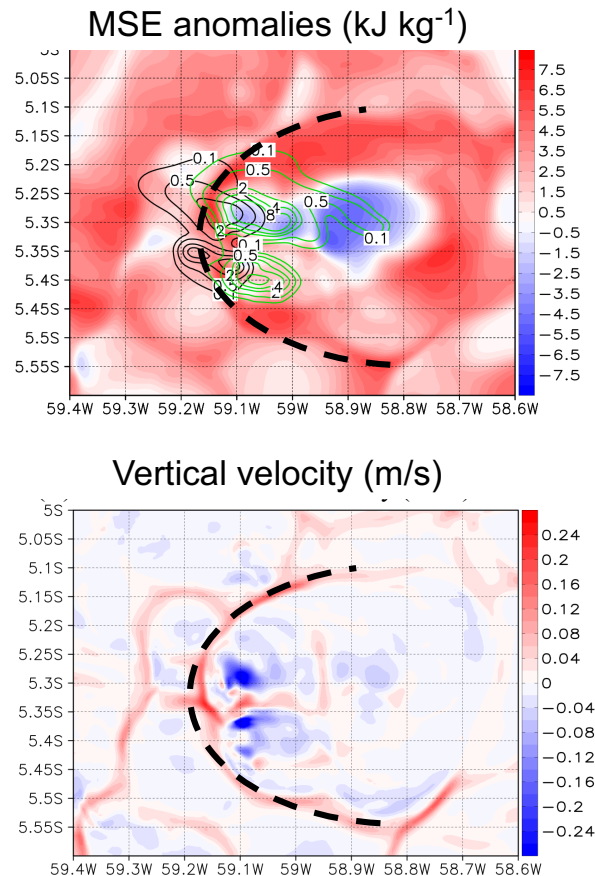 MSE anomalies (kJ kg-1)
5S
5.05S
5.1S
5.15S
5.2S
5.25S
5.3S
5.35S
5.4S
5.45S
5.5S
5.55S
59.4W 59.3W 59.2W 59.1W 59W 58.9W 58.8W 58.7W 58.6W
0.1
0.1
0.5
0.5
2
0.5
4
8
2
0.1
0.1
0.5
2
4
2
0.1
7.5
6.5
5.5
4.5
3.5
2.5
1.5
0.5
−0.5
−1.5
−2.5
−3.5
−4.5
−5.5
−6.5
−7.5
Vertical velocity (m/s)
5S
5.05S
5.1S
5.15S
5.2S
5.25S
5.3S
5.35S
5.4S
5.45S
5.5S
5.55S
59.4W 59.3W 59.2W 59.1W 59W 58.9W 58.8W 58.7W 58.6W
0.24
0.2
0.16
0.12
0.08
0.04
0
−0.04
−0.08
−0.12
−0.16
−0.2
−0.24